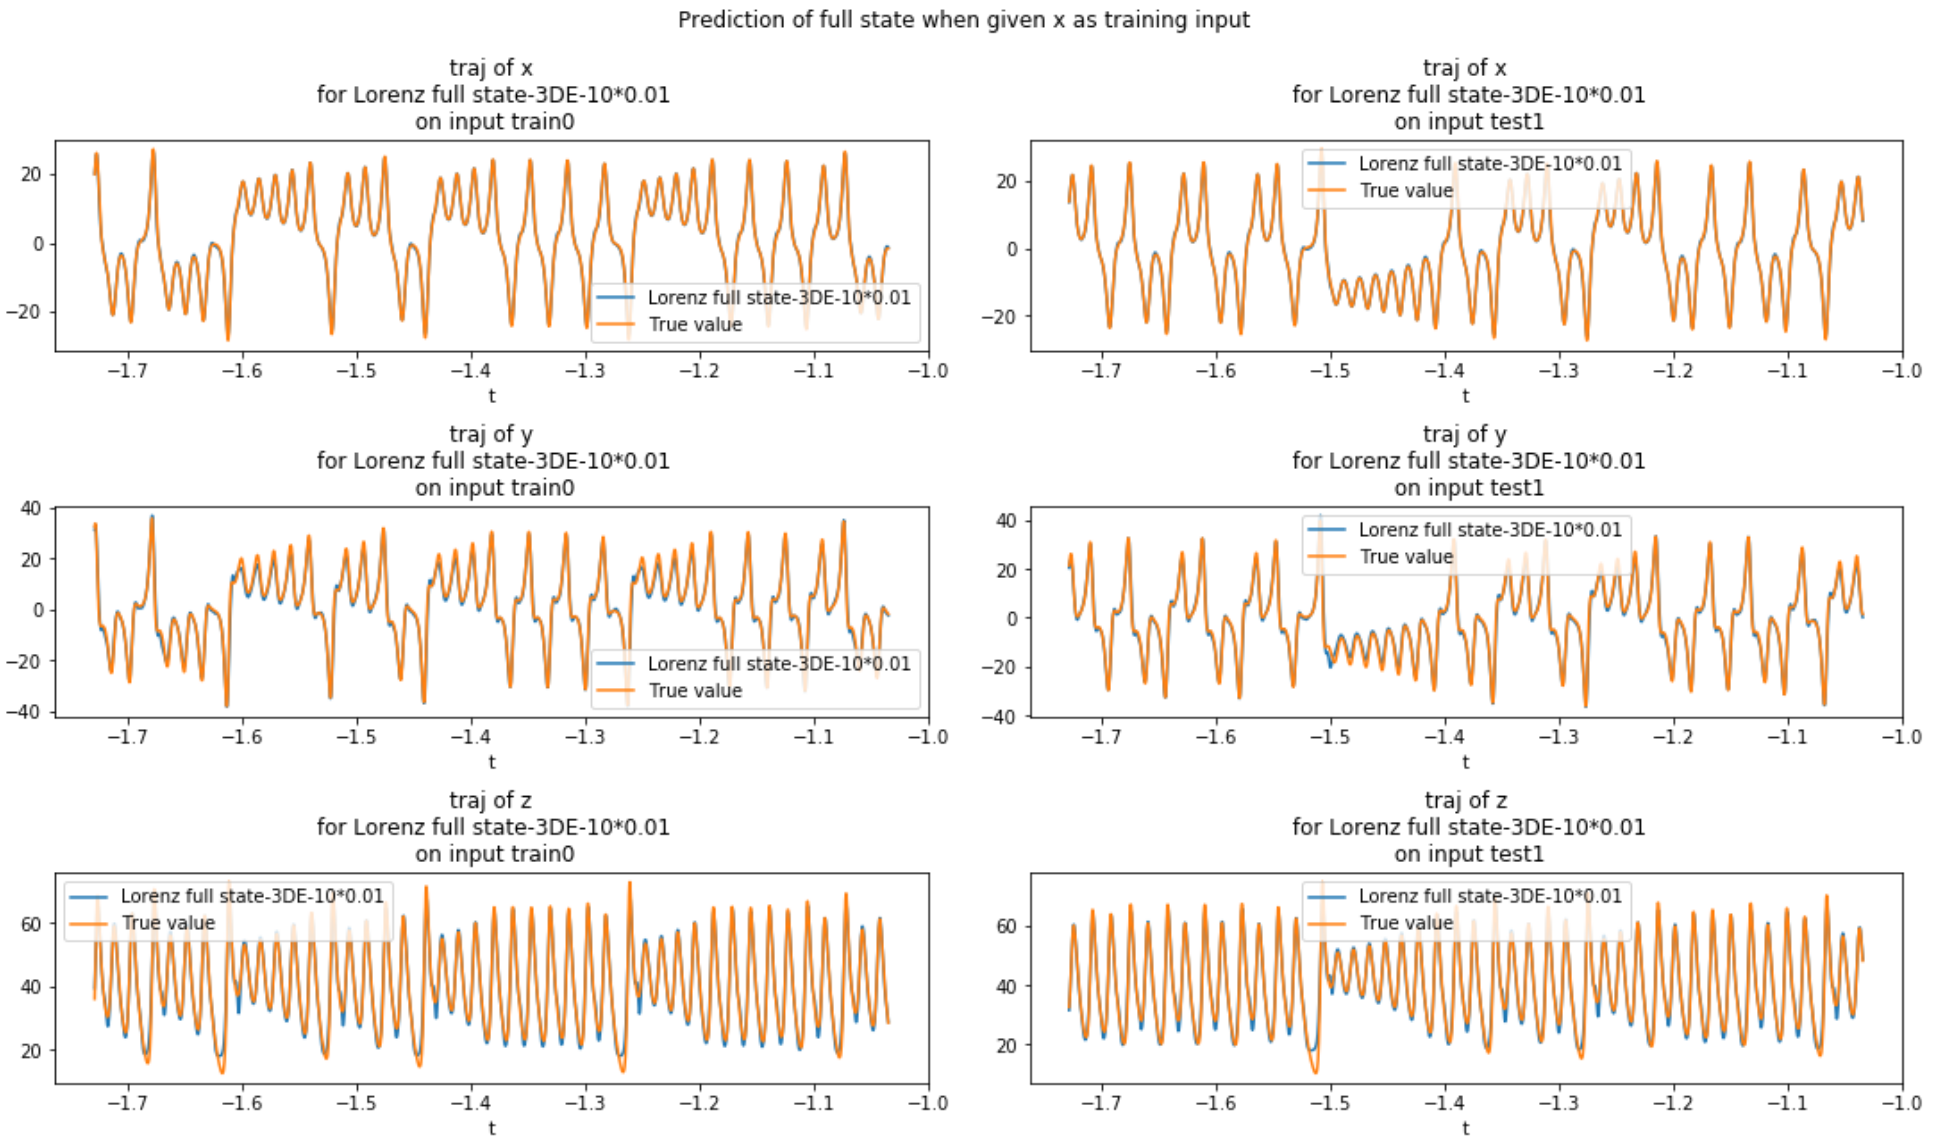 Prediction of full state when given x as training input
traj of x
for Lorenz full state-3DE-10*0.01
on input train0
20
0
−20
Lorenz full state-3DE-10*0.01
True value
−1.7 −1.6 −1.5 −1.4 −1.3 −1.2 −1.1 −1.0
t
traj of x
for Lorenz full state-3DE-10*0.01
on input test1
20
0
−20
Lorenz full state-3DE-10*0.01
True value
−1.7 −1.6 −1.5 −1.4 −1.3 −1.2 −1.1 −1.0
t
traj of y
for Lorenz full state-3DE-10*0.01
on input train0
40
20
0
−20
−40
Lorenz full state-3DE-10*0.01
True value
−1.7 −1.6 −1.5 −1.4 −1.3 −1.2 −1.1 −1.0
t
traj of y
for Lorenz full state-3DE-10*0.01
on input test1
40
20
0
−20
−40
Lorenz full state-3DE-10*0.01
True value
−1.7 −1.6 −1.5 −1.4 −1.3 −1.2 −1.1 −1.0
t
traj of z
for Lorenz full state-3DE-10*0.01
on input train0
60
40
20
Lorenz full state-3DE-10*0.01
True value
−1.7 −1.6 −1.5 −1.4 −1.3 −1.2 −1.1 −1.0
t
traj of z
for Lorenz full state-3DE-10*0.01
on input test1
60
40
20
Lorenz full state-3DE-10*0.01
True value
−1.7 −1.6 −1.5 −1.4 −1.3 −1.2 −1.1 −1.0
t